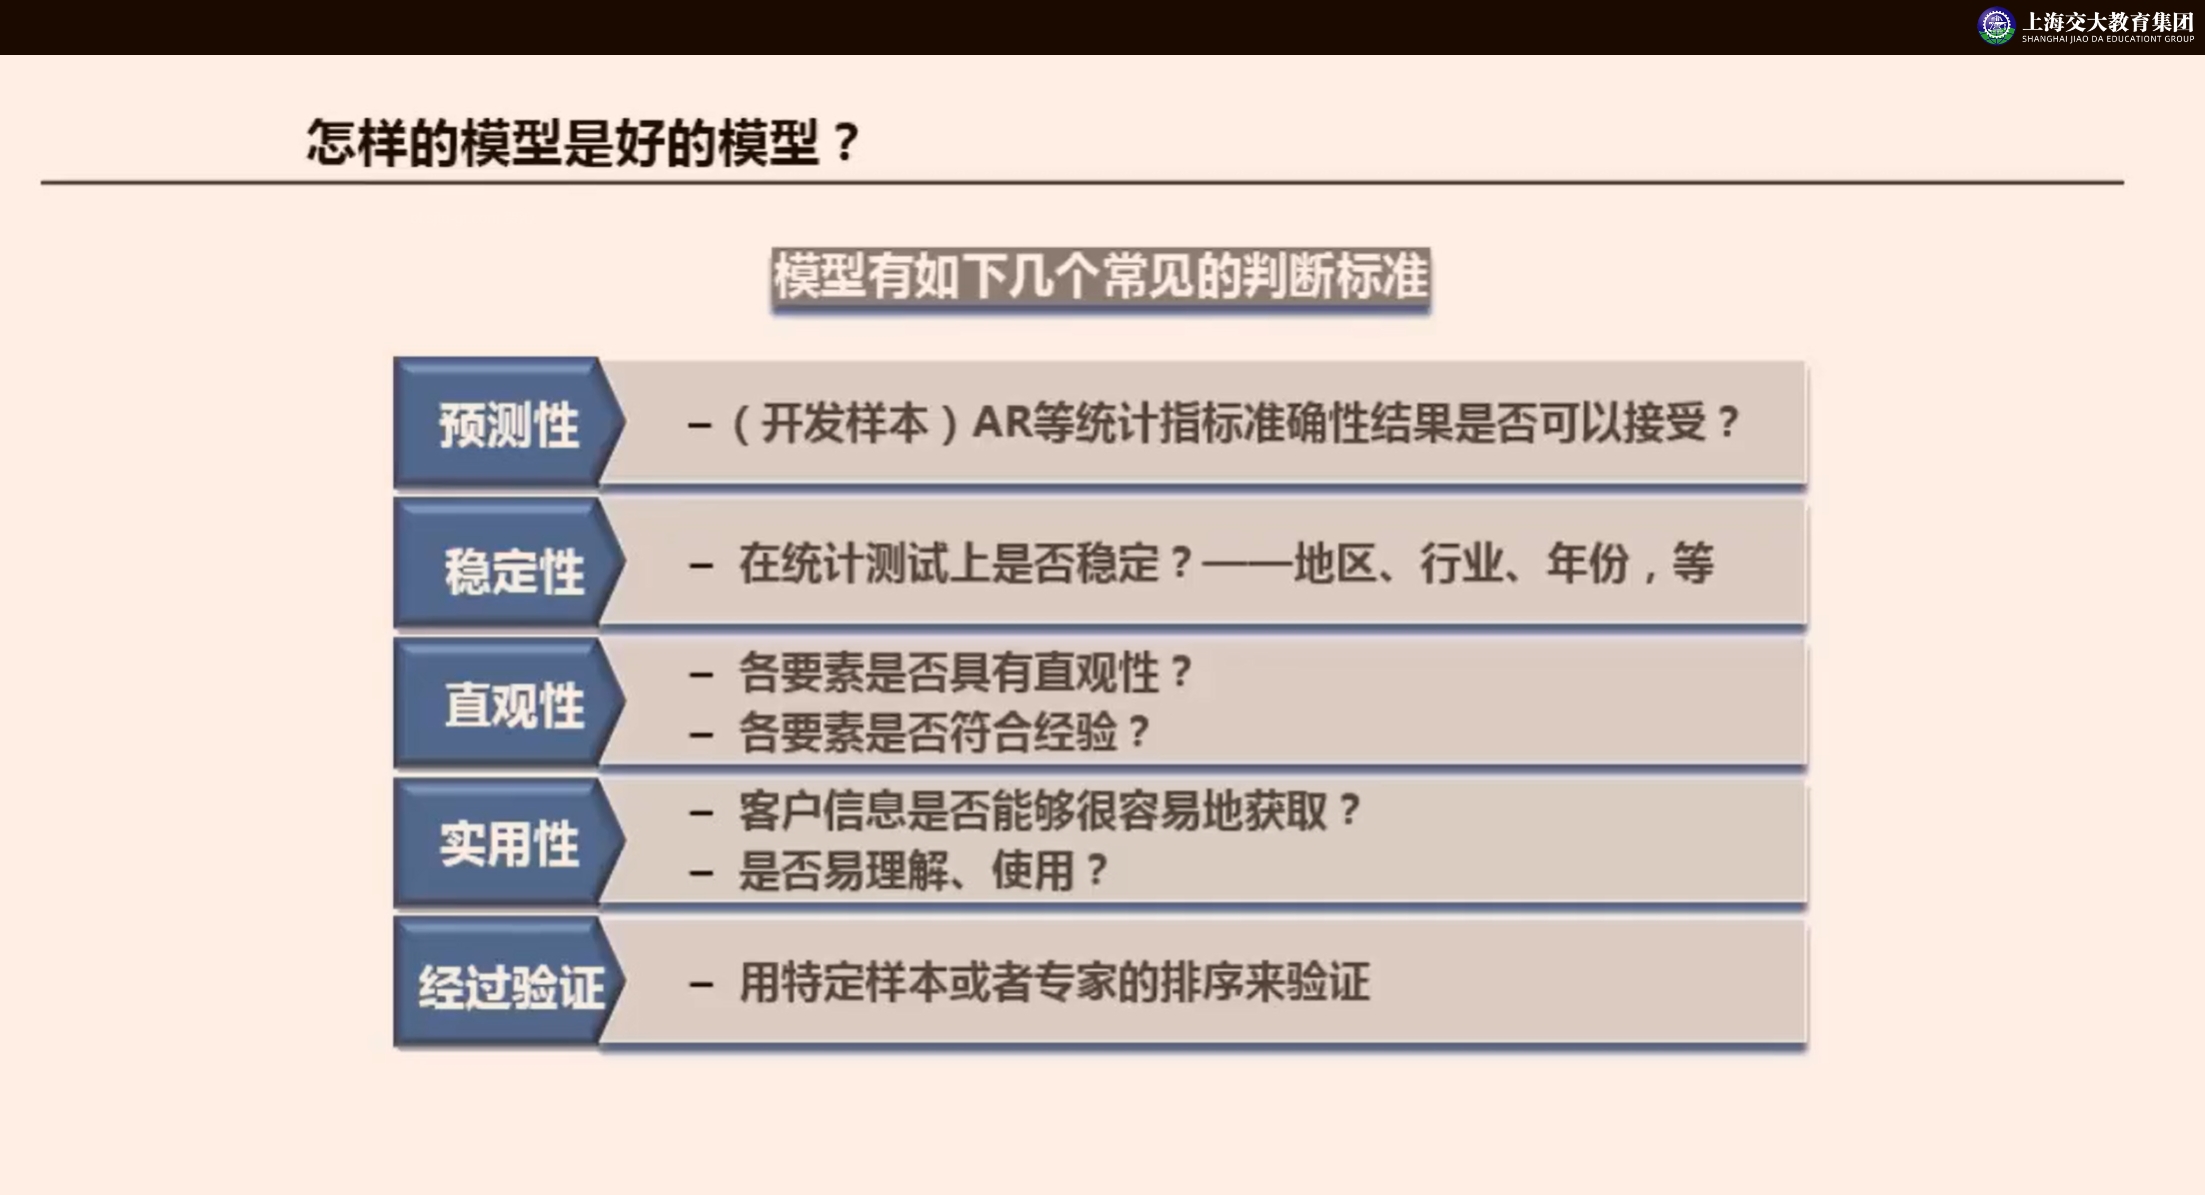 上海交大教育集团
SHANGHAI JIAO DA EDUCATIONT GROUP
怎样的模型是好的模型？
模型有如下几个常见的判断标准
预测性
–（开发样本）AR等统计指标准确性结果是否可以接受？
稳定性
– 在统计测试上是否稳定？——地区、行业、年份，等
直观性
– 各要素是否具有直观性？
– 各要素是否符合经验？
实用性
– 客户信息是否能够很容易地获取？
– 是否易理解、使用？
经过验证
– 用特定样本或者专家的排序来验证